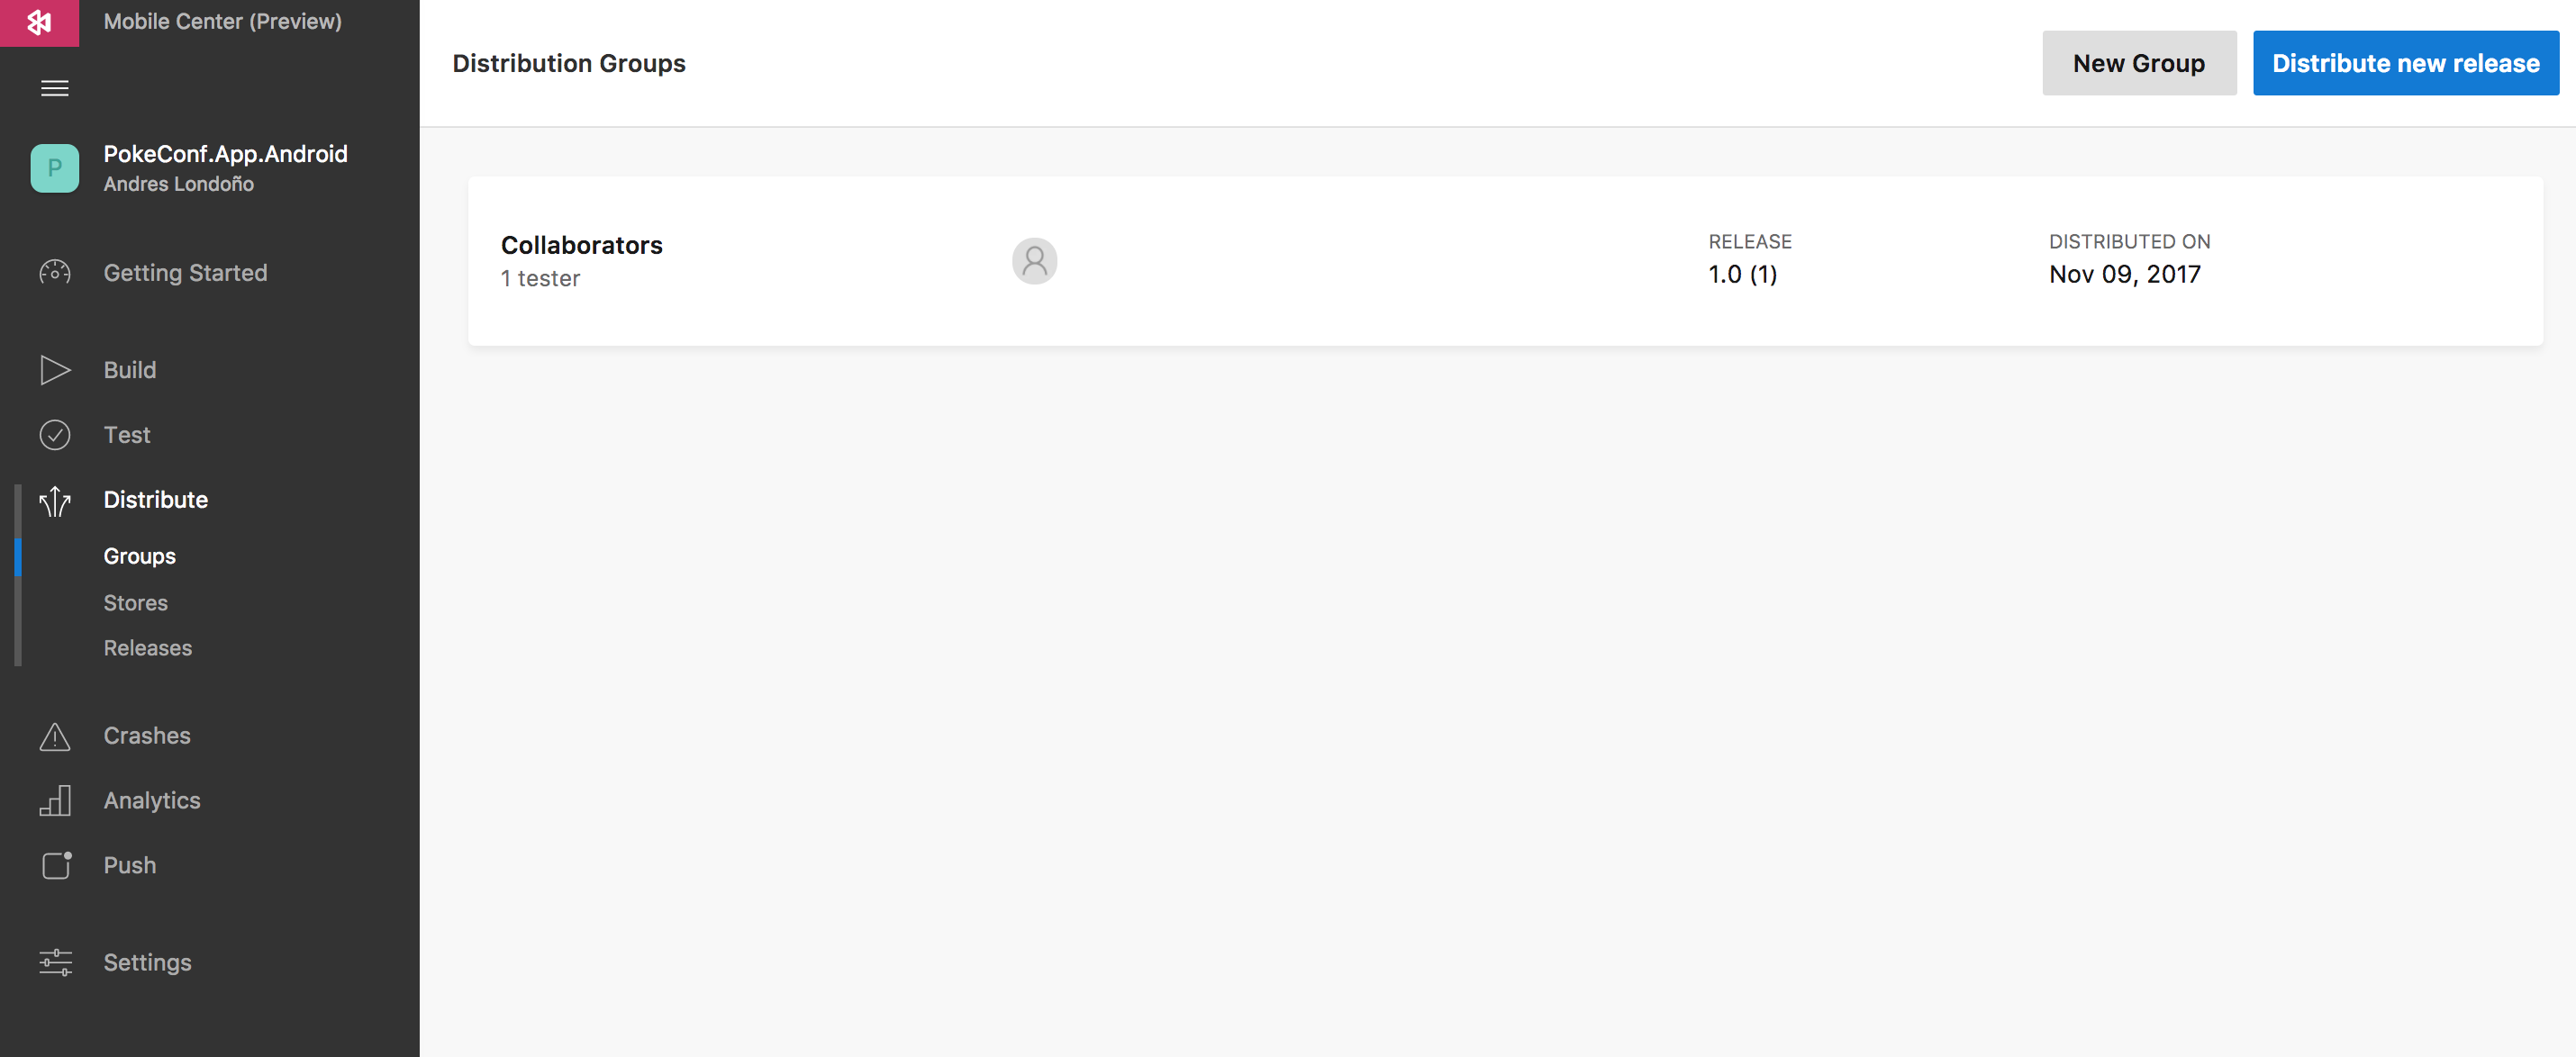 Mobile Center (Preview)
P
PokeConf.App.Android
Andres Londoño
Getting Started
Build
Test
Distribute
Groups
Stores
Releases
Crashes
Analytics
Push
Settings
Distribution Groups
New Group
Distribute new release
Collaborators
1 tester
RELEASE
1.0 (1)
DISTRIBUTED ON
Nov 09, 2017